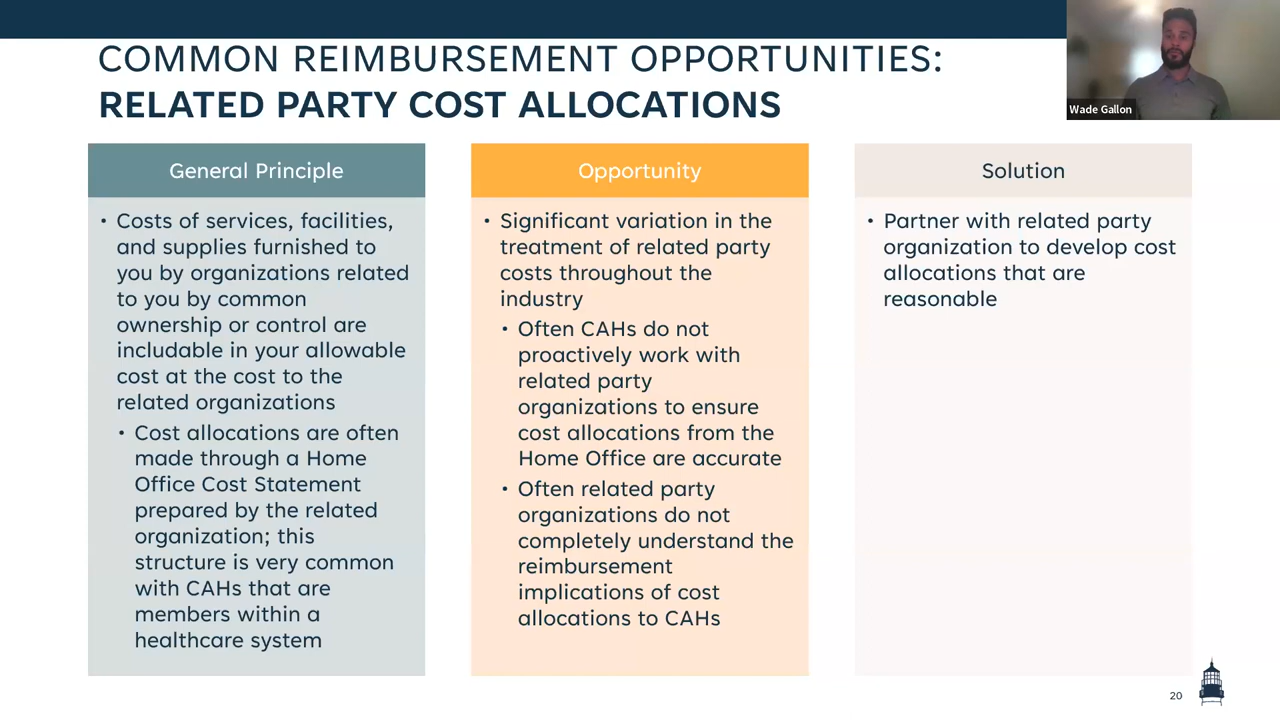 COMMON REIMBURSEMENT OPPORTUNITIES:
RELATED PARTY COST ALLOCATIONS
Wade Gallon
General Principle
• Costs of services, facilities,
and supplies furnished to
you by organizations related
to you by common
ownership or control are
includable in your allowable
cost at the cost to the
related organizations
• Cost allocations are often
made through a Home
Office Cost Statement
prepared by the related
organization; this
structure is very common
with CAHs that are
members within a
healthcare system
Opportunity
• Significant variation in the
treatment of related party
costs throughout the
industry
• Often CAHs do not
proactively work with
related party
organizations to ensure
cost allocations from the
Home Office are accurate
• Often related party
organizations do not
completely understand the
reimbursement
implications of cost
allocations to CAHs
Solution
• Partner with related party
organization to develop cost
allocations that are
reasonable
20